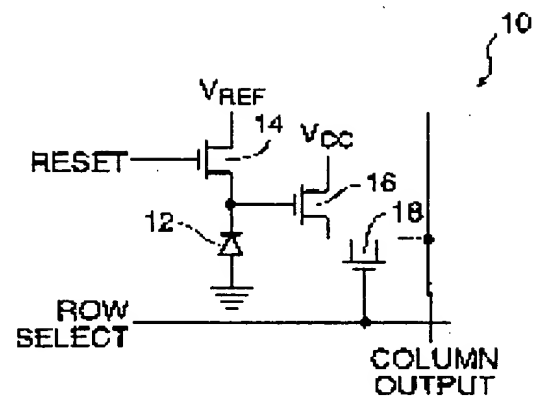 10
VREF
14
VCC
RESET
16
12
18
ROW
SELECT
COLUMN
OUTPUT